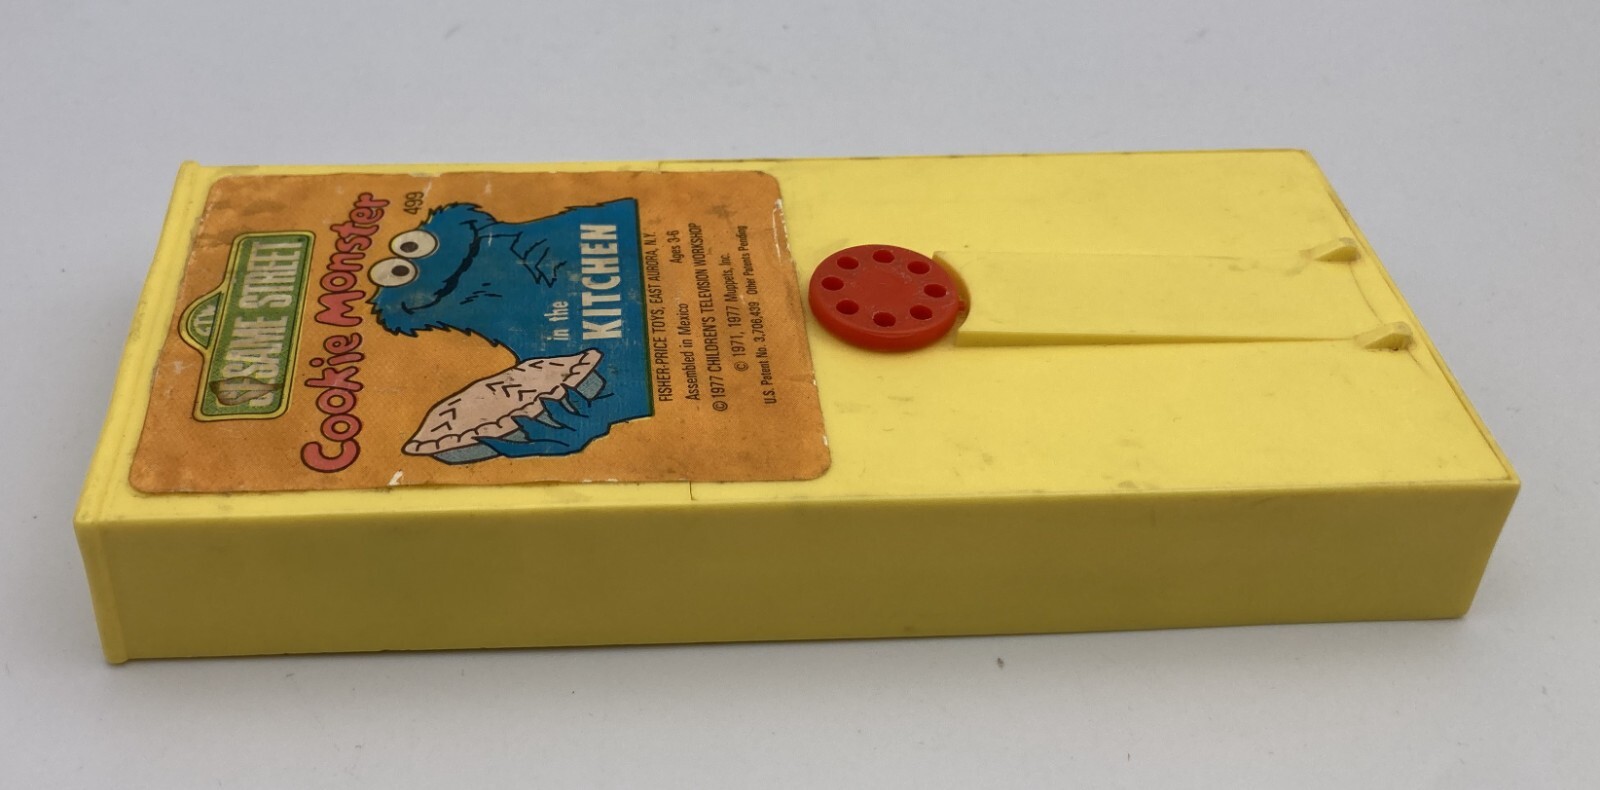 SESAME STREET
Cookie Monster
499
in the
KITCHEN
FISHER-PRICE TOYS, EAST AURORA, N.Y.
Assembled in Mexico Ages 3-6
© 1977 CHILDREN'S TELEVISION WORKSHOP
© 1971, 1977 Muppets, Inc.
U.S. Patent No. 3,706,439 Other Patents Pending